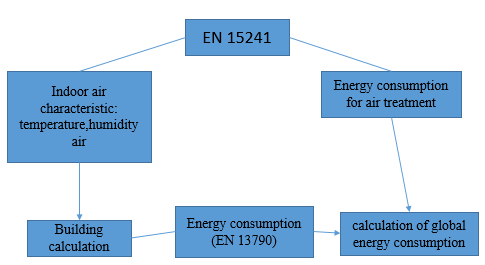 EN 15241
Indoor air
characteristic:
temperature,humidity
air
Energy consumption
for air treatment
Building
calculation
Energy consumption
(EN 13790)
calculation of global
energy consumption